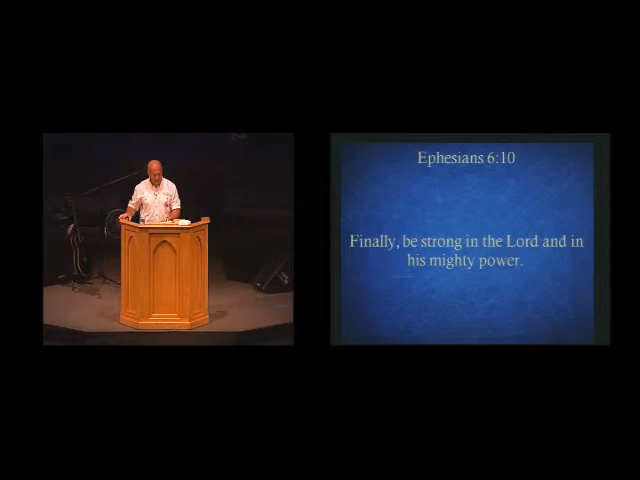 Ephesians 6:10
Finally, be strong in the Lord and in
his mighty power.